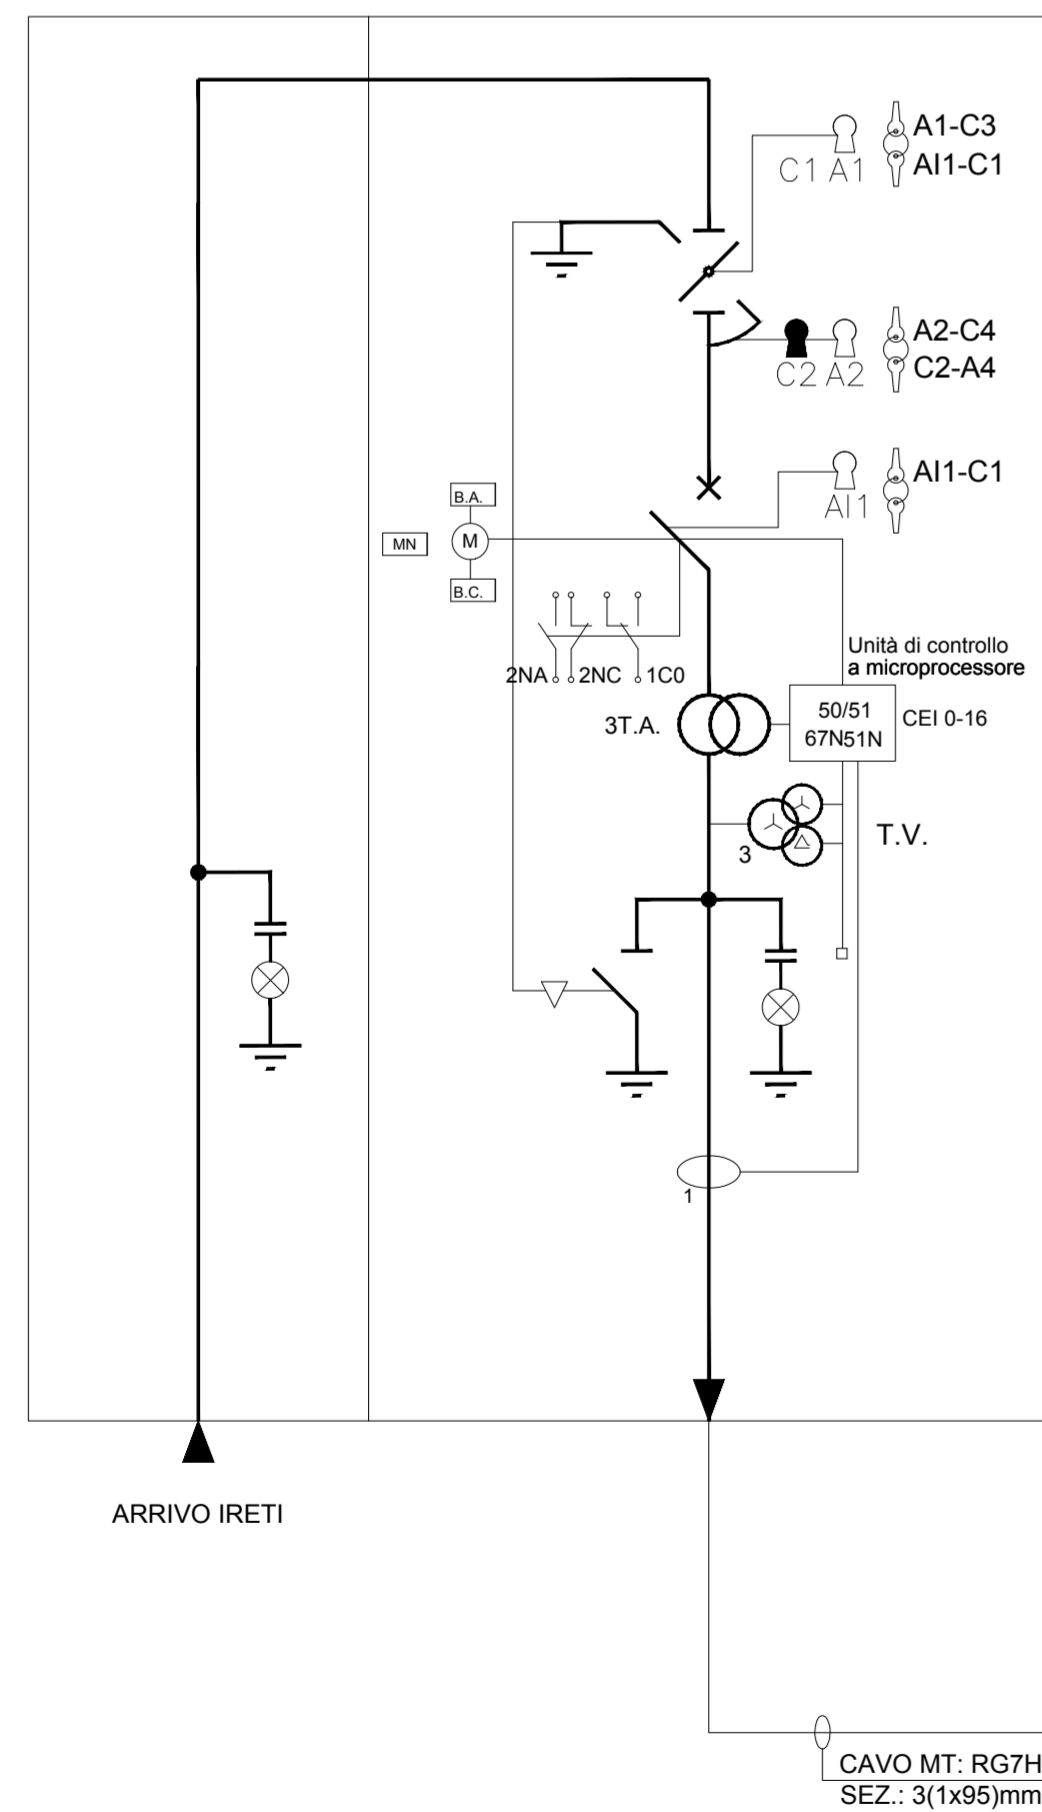 A1-C3
C1 A1
AI1-C1
A2-C4
C2 A2
C2-A4
AI1-C1
AI1
B.A.
MN
M
B.C.
2NA
2NC
1C0
Unità di controllo
a microprocessore
3T.A.
50/51
67N51N
CEI 0-16
T.V.
3
1
ARRIVO IRETI
CAVO MT: RG7H
SEZ.: 3(1x95)mm